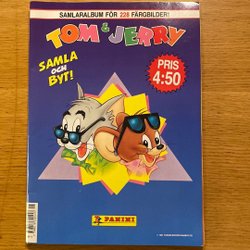 SAMLARALBUM FÖR 228 FÄRGBILDER!
TOM & JERRY
SAMLA
OCH
BYT!
PRIS
4:50
PANINI